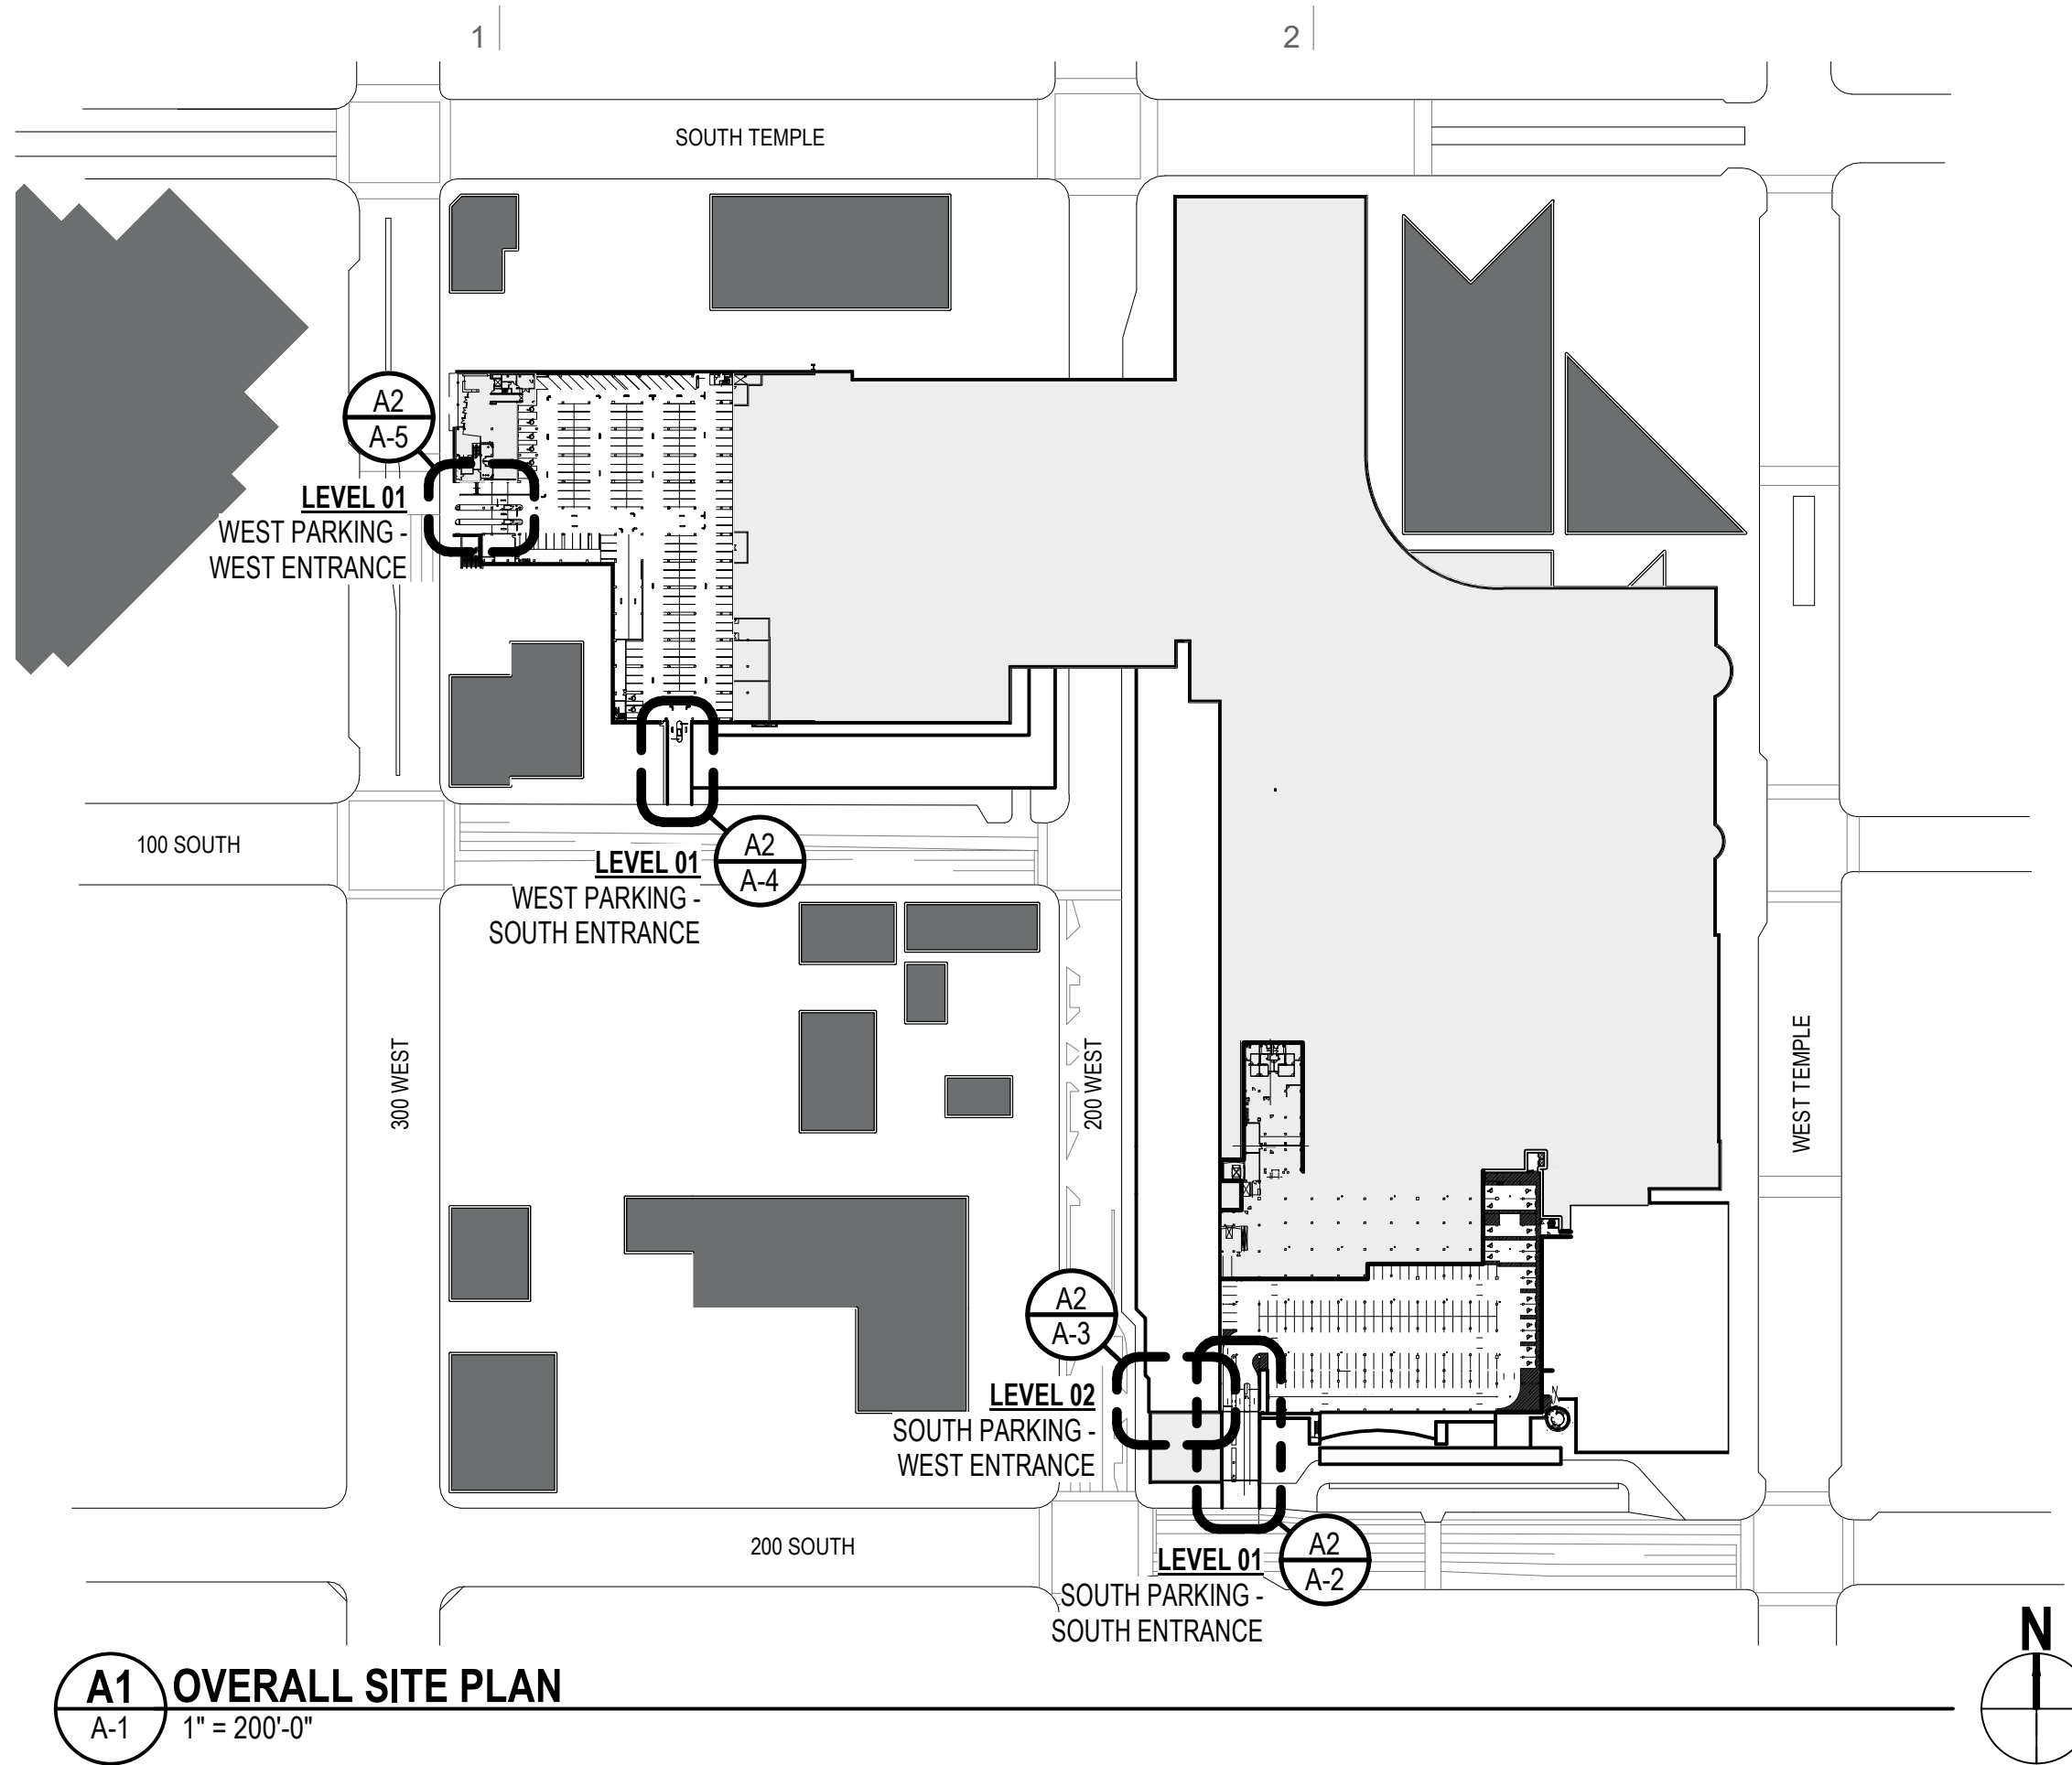 1
2
SOUTH TEMPLE
A2
A-5
LEVEL 01
WEST PARKING -
WEST ENTRANCE
100 SOUTH
A2
A-4
LEVEL 01
WEST PARKING -
SOUTH ENTRANCE
300 WEST
200 WEST
WEST TEMPLE
A2
A-3
LEVEL 02
SOUTH PARKING -
WEST ENTRANCE
200 SOUTH
A2
A-2
LEVEL 01
SOUTH PARKING -
SOUTH ENTRANCE
N
A1
A-1
OVERALL SITE PLAN
1" = 200'-0"